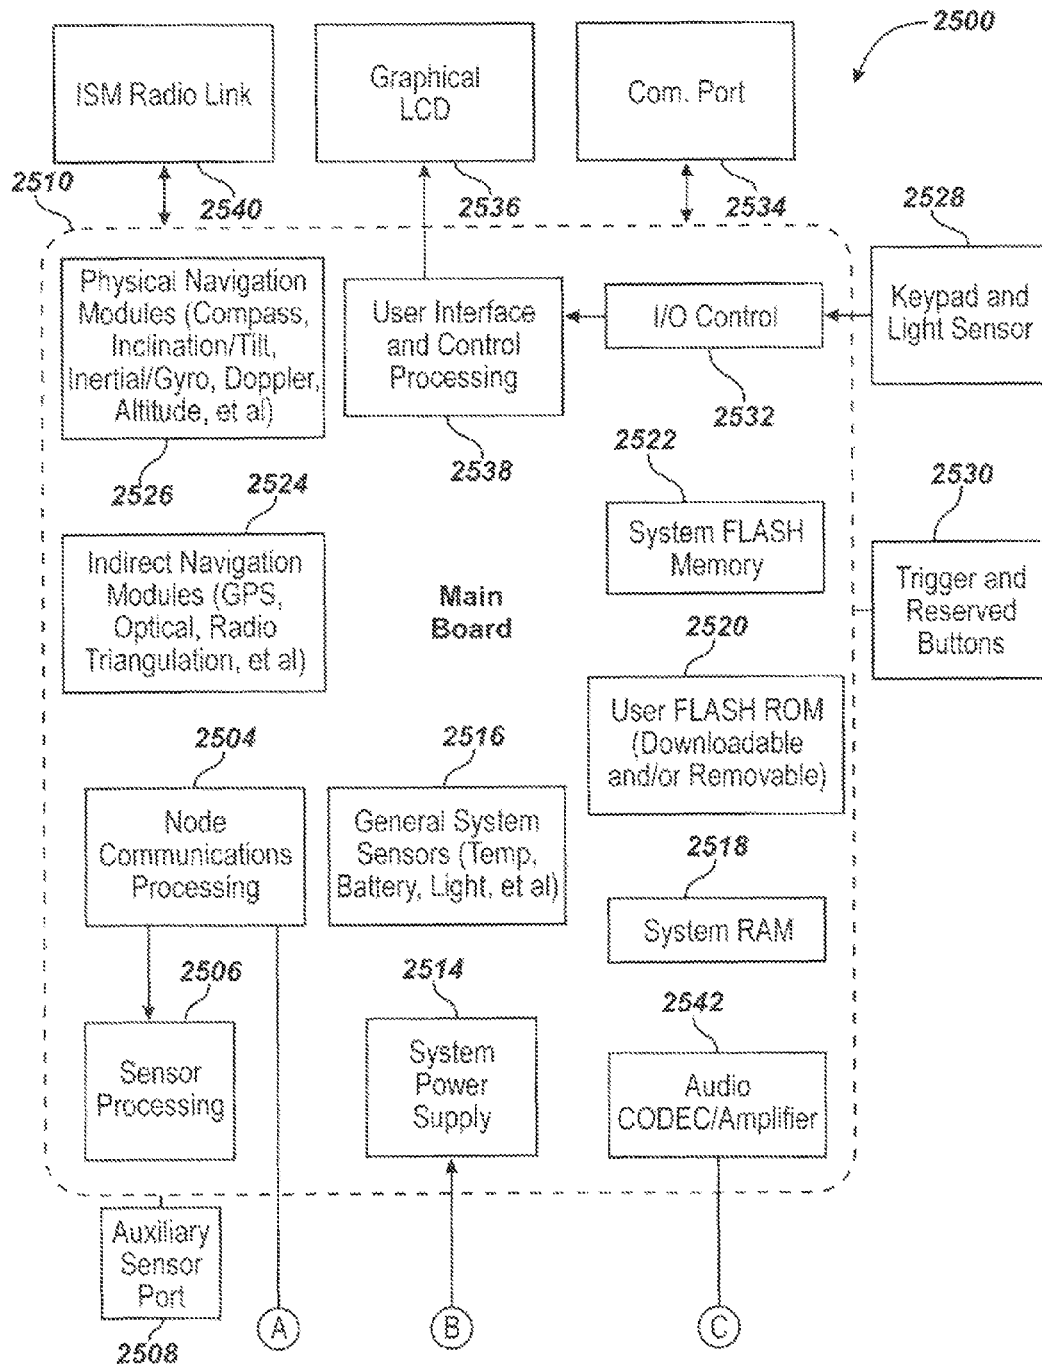 2500
ISM Radio Link
Graphical
LCD
Com. Port
2510
2540
2536
2534
2528
Physical Navigation
Modules (Compass,
Inclination/Tilt,
Inertial/Gyro, Doppler,
Altitude, et al)
User Interface
and Control
Processing
I/O Control
Keypad and
Light Sensor
2532
2522
2538
2526
2524
2530
System FLASH
Memory
Indirect Navigation
Modules (GPS,
Optical, Radio
Triangulation, et al)
Main
Board
Trigger and
Reserved
Buttons
2520
User FLASH ROM
(Downloadable
and/or Removable)
2504
2516
Node
Communications
Processing
General System
Sensors (Temp,
Battery, Light, et al)
2518
System RAM
2506
2514
2542
Sensor
Processing
System
Power
Supply
Audio
CODEC/Amplifier
Auxiliary
Sensor
Port
2508
A
B
C